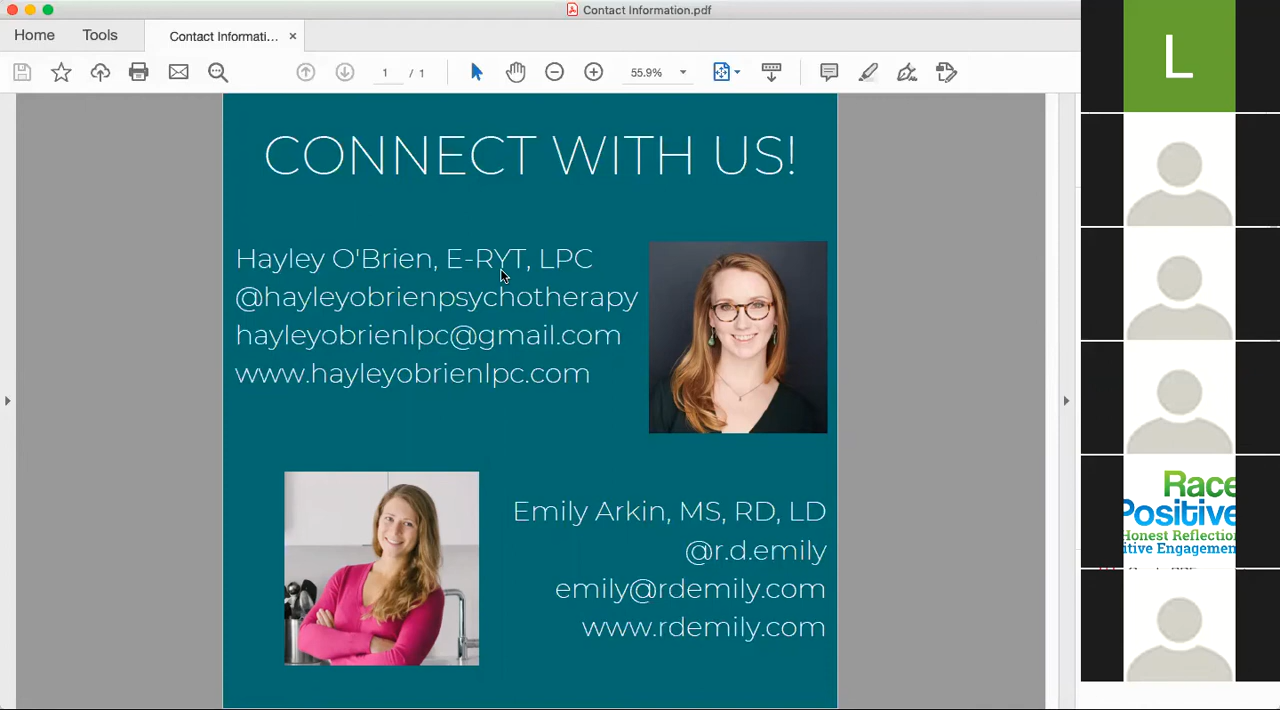 Contact Information.pdf
Home
Tools
Contact Informati...
1 / 1
55.9%
CONNECT WITH US!
Hayley O'Brien, E-RYT, LPC
@hayleyobrienpsychotherapy
hayleyobrienlpc@gmail.com
www.hayleyobrienlpc.com
Emily Arkin, MS, RD, LD
@r.d.emily
emily@rdemily.com
www.rdemily.com
L
Race
Positive
Honest Reflectio
itive Engagemen